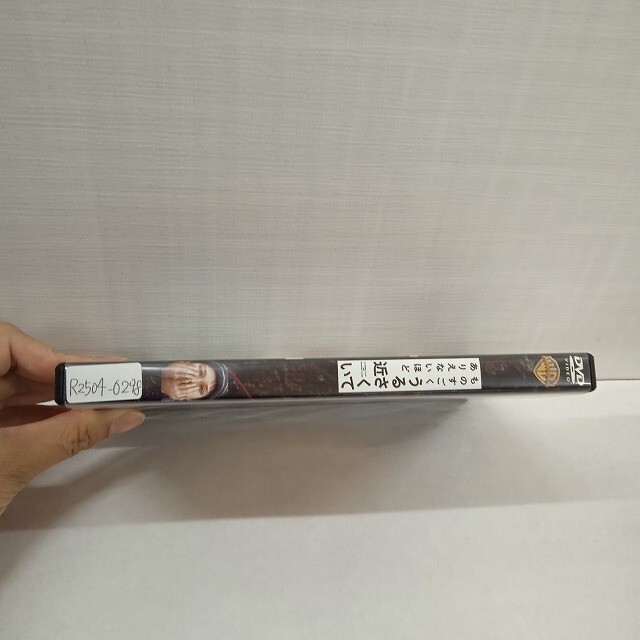 R2504-0298
ものすごくうるさくて
ありえないほど近い
DVD
VIDEO
WB